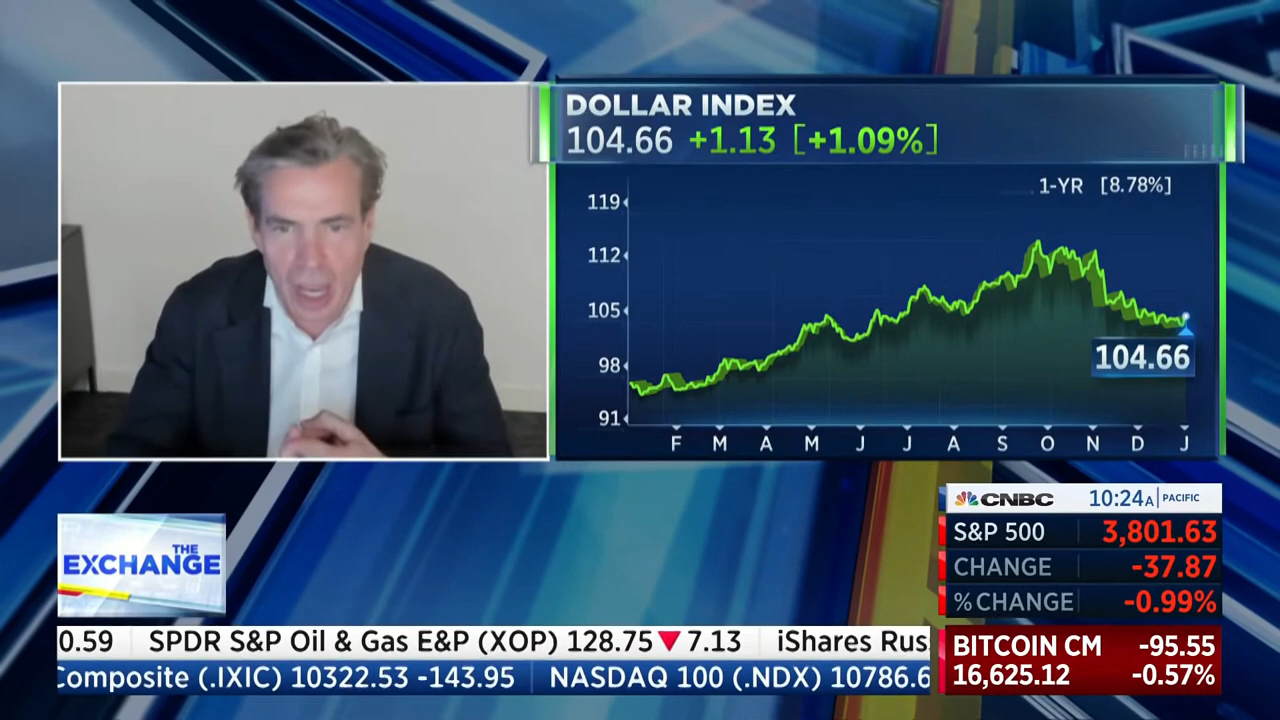 DOLLAR INDEX
104.66 +1.13 [+1.09%]
1-YR [8.78%]
119
112
105
98
91
104.66
F M A M J J A S O N D J
CNBC 10:24A PACIFIC
S&P 500 3,801.63
CHANGE -37.87
% CHANGE -0.99%
BITCOIN CM -95.55
16,625.12 -0.57%
THE
EXCHANGE
0.59 SPDR S&P Oil & Gas E&P (XOP) 128.75 ▼ 7.13 iShares Rus
Composite (.IXIC) 10322.53 -143.95 NASDAQ 100 (.NDX) 10786.6